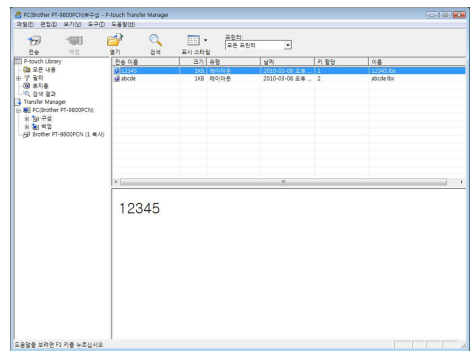 PC(Brother PT-9800PCN)₩구성 - P-touch Transfer Manager
파일(F) 편집(E) 보기(V) 도구(T) 도움말(H)
전송 백업 열기 검색 표시 스타일
프린터:
모든 프린터
P-touch Library
모든 내용
필터
휴지통
검색 결과
Transfer Manager
PC(Brother PT-9800PCN)
구성
백업
Brother PT-9800PCN (1 복사)
전송 이름 크기 유형 날짜 키 할당 이름
12345 1KB 레이아웃 2010-03-08 오후 ... 1 12345.lbx
abcde 1KB 레이아웃 2010-03-08 오후 ... 2 abcde.lbx
12345
도움말을 보려면 F1 키를 누르십시오.